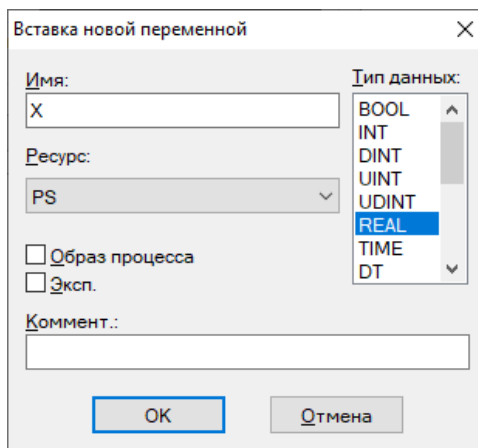 Вставка новой переменной
Имя:
X
Ресурс:
PS
Образ процесса
Эксп.
Тип данных:
BOOL
INT
DINT
UINT
UDINT
REAL
TIME
DT
Коммент.:
OK
Отмена